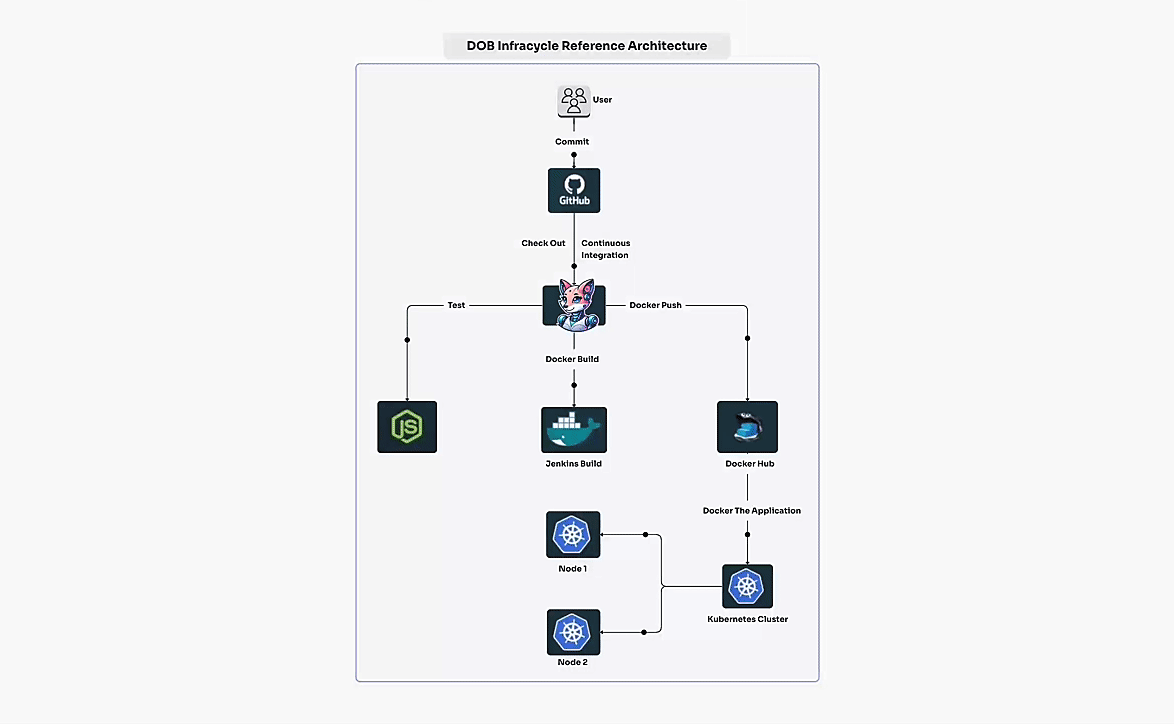 DOB Infracycle Reference Architecture
User
Commit
GitHub
Check Out
Continuous
Integration
Test
Docker Push
Docker Build
JS
Jenkins Build
Docker Hub
Docker The Application
Node 1
Kubernetes Cluster
Node 2